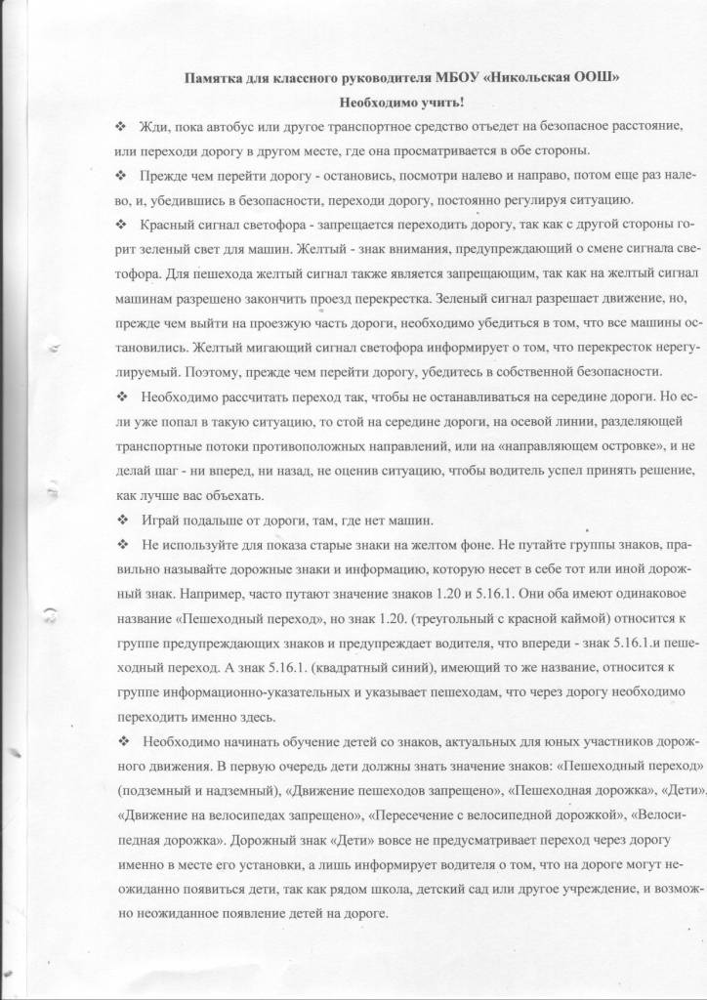 Памятка для классного руководителя МБОУ «Никольская ООШ»
Необходимо учить!
❖ Жди, пока автобус или другое транспортное средство отъедет на безопасное расстояние,
или переходи дорогу в другом месте, где она просматривается в обе стороны.
❖ Прежде чем перейти дорогу - остановись, посмотри налево и направо, потом еще раз нале-
во, и, убедившись в безопасности, переходи дорогу, постоянно регулируя ситуацию.
❖ Красный сигнал светофора - запрещается переходить дорогу, так как с другой стороны го-
рит зеленый свет для машин. Желтый - знак внимания, предупреждающий о смене сигнала све-
тофора. Для пешехода желтый сигнал также является запрещающим, так как на желтый сигнал
машинам разрешено закончить проезд перекрестка. Зеленый сигнал разрешает движение, но,
прежде чем выйти на проезжую часть дороги, необходимо убедиться в том, что все машины ос-
тановились. Желтый мигающий сигнал светофора информирует о том, что перекресток нерегу-
лируемый. Поэтому, прежде чем перейти дорогу, убедитесь в собственной безопасности.
❖ Необходимо рассчитать переход так, чтобы не останавливаться на середине дороги. Но ес-
ли уже попал в такую ситуацию, то стой на середине дороги, на осевой линии, разделяющей
транспортные потоки противоположных направлений, или на «направляющем островке», и не
делай шаг - ни вперед, ни назад, не оценив ситуацию, чтобы водитель успел принять решение,
как лучше вас объехать.
❖ Играй подальше от дороги, там, где нет машин.
❖ Не используйте для показа старые знаки на желтом фоне. Не путайте группы знаков, пра-
вильно называйте дорожные знаки и информацию, которую несет в себе тот или иной дорож-
ный знак. Например, часто путают значение знаков 1.20 и 5.16.1. Они оба имеют одинаковое
название «Пешеходный переход», но знак 1.20. (треугольный с красной каймой) относится к
группе предупреждающих знаков и предупреждает водителя, что впереди - знак 5.16.1.и пеше-
ходный переход. А знак 5.16.1. (квадратный синий), имеющий то же название, относится к
группе информационно-указательных и указывает пешеходам, что через дорогу необходимо
переходить именно здесь.
❖ Необходимо начинать обучение детей со знаков, актуальных для юных участников дорож-
ного движения. В первую очередь дети должны знать значение знаков: «Пешеходный переход»
(подземный и надземный), «Движение пешеходов запрещено», «Пешеходная дорожка», «Дети»,
«Движение на велосипедах запрещено», «Пересечение с велосипедной дорожкой», «Велоси-
педная дорожка». Дорожный знак «Дети» вовсе не предусматривает переход через дорогу
именно в месте его установки, а лишь информирует водителя о том, что на дороге могут не-
ожиданно появиться дети, так как рядом школа, детский сад или другое учреждение, и возмож-
но неожиданное появление детей на дороге.